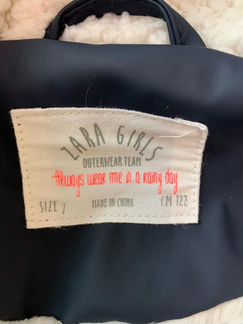 ZARA GIRLS
OUTERWEAR TEAM
Always wear me in a rainy day
SIZE 7 MADE IN CHINA CM 122